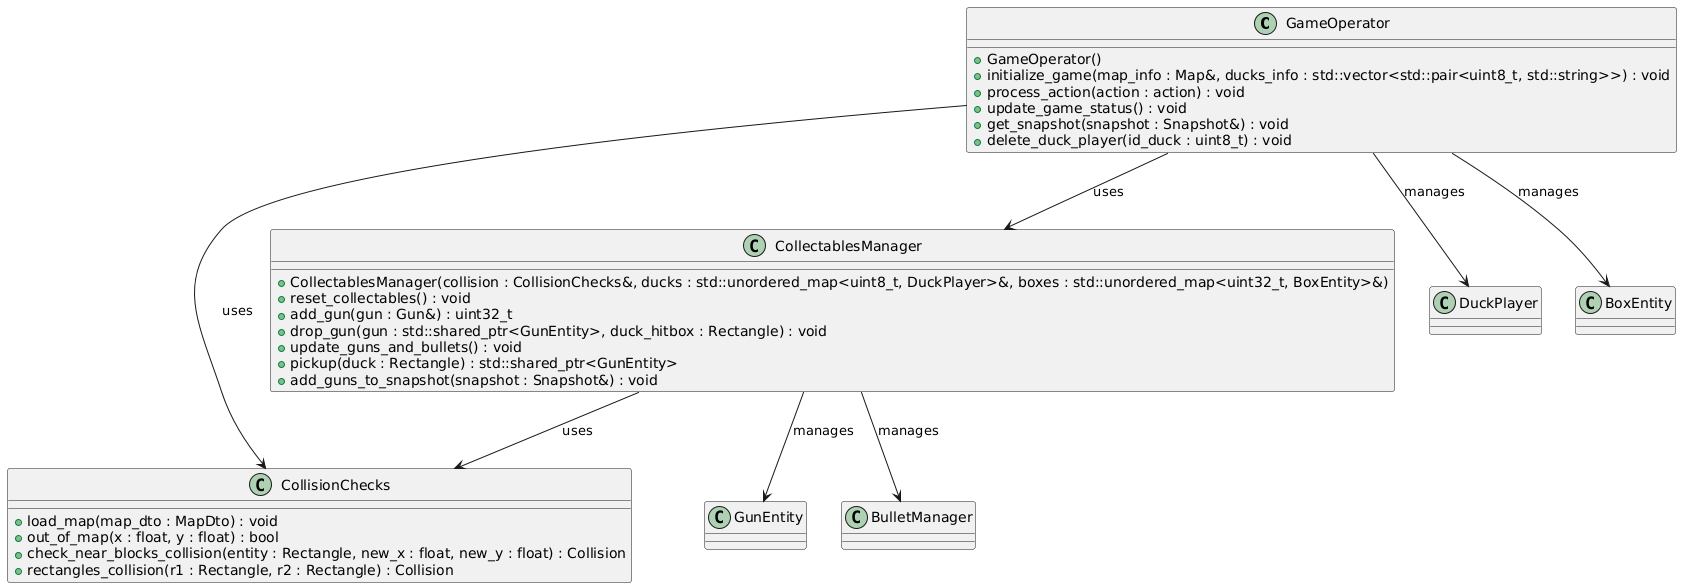 C GameOperator
GameOperator()
initialize_game(map_info : Map&, ducks_info : std::vector<std::pair<uint8_t, std::string>>) : void
process_action(action : action) : void
update_game_status() : void
get_snapshot(snapshot : Snapshot&) : void
delete_duck_player(id_duck : uint8_t) : void
uses
manages
manages
C CollectablesManager
CollectablesManager(collision : CollisionChecks&, ducks : std::unordered_map<uint8_t, DuckPlayer>&, boxes : std::unordered_map<uint32_t, BoxEntity>&)
reset_collectables() : void
add_gun(gun : Gun&) : uint32_t
drop_gun(gun : std::shared_ptr<GunEntity>, duck_hitbox : Rectangle) : void
update_guns_and_bullets() : void
pickup(duck : Rectangle) : std::shared_ptr<GunEntity>
add_guns_to_snapshot(snapshot : Snapshot&) : void
C DuckPlayer
C BoxEntity
uses
uses
manages
manages
C CollisionChecks
load_map(map_dto : MapDto) : void
out_of_map(x : float, y : float) : bool
check_near_blocks_collision(entity : Rectangle, new_x : float, new_y : float) : Collision
rectangles_collision(r1 : Rectangle, r2 : Rectangle) : Collision
C GunEntity
C BulletManager